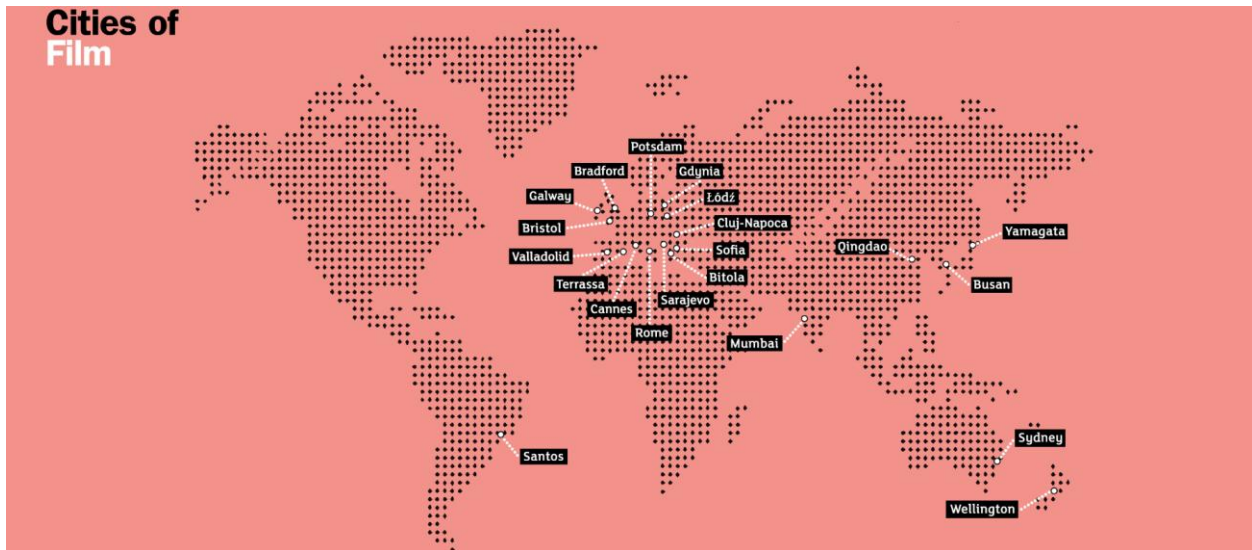 Cities of
Film
Potsdam
Bradford
Gdynia
Galway
Łódź
Bristol
Cluj-Napoca
Yamagata
Valladolid
Sofia
Qingdao
Terrassa
Bitola
Busan
Cannes
Sarajevo
Rome
Mumbai
Santos
Sydney
Wellington